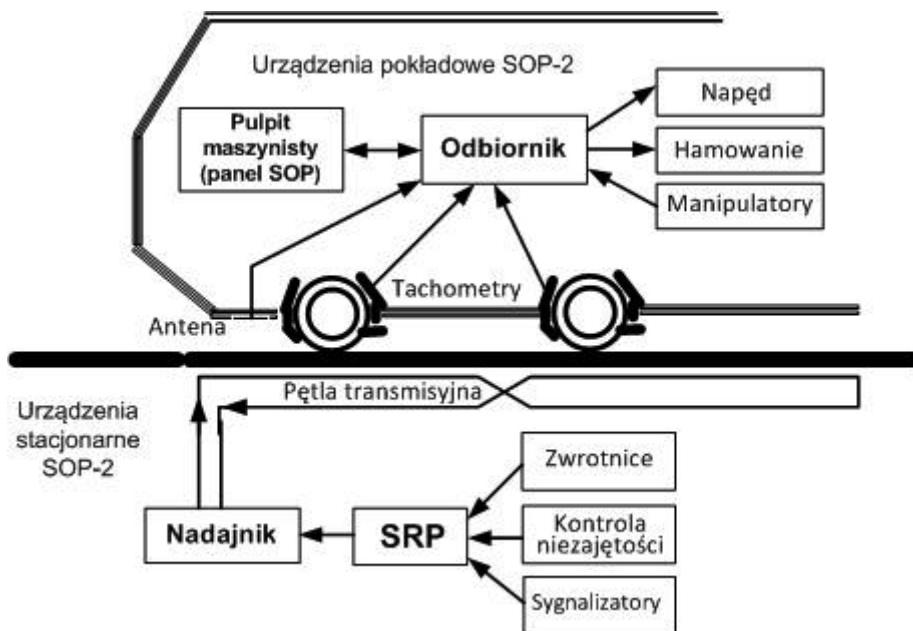 Urządzenia pokładowe SOP-2
Pulpit
maszynisty
(panel SOP)
Odbiornik
Napęd
Hamowanie
Manipulatory
Tachometry
Antena
Pętla transmisyjna
Urządzenia
stacjonarne
SOP-2
Nadajnik
SRP
Zwrotnice
Kontrola
niezajętości
Sygnalizatory